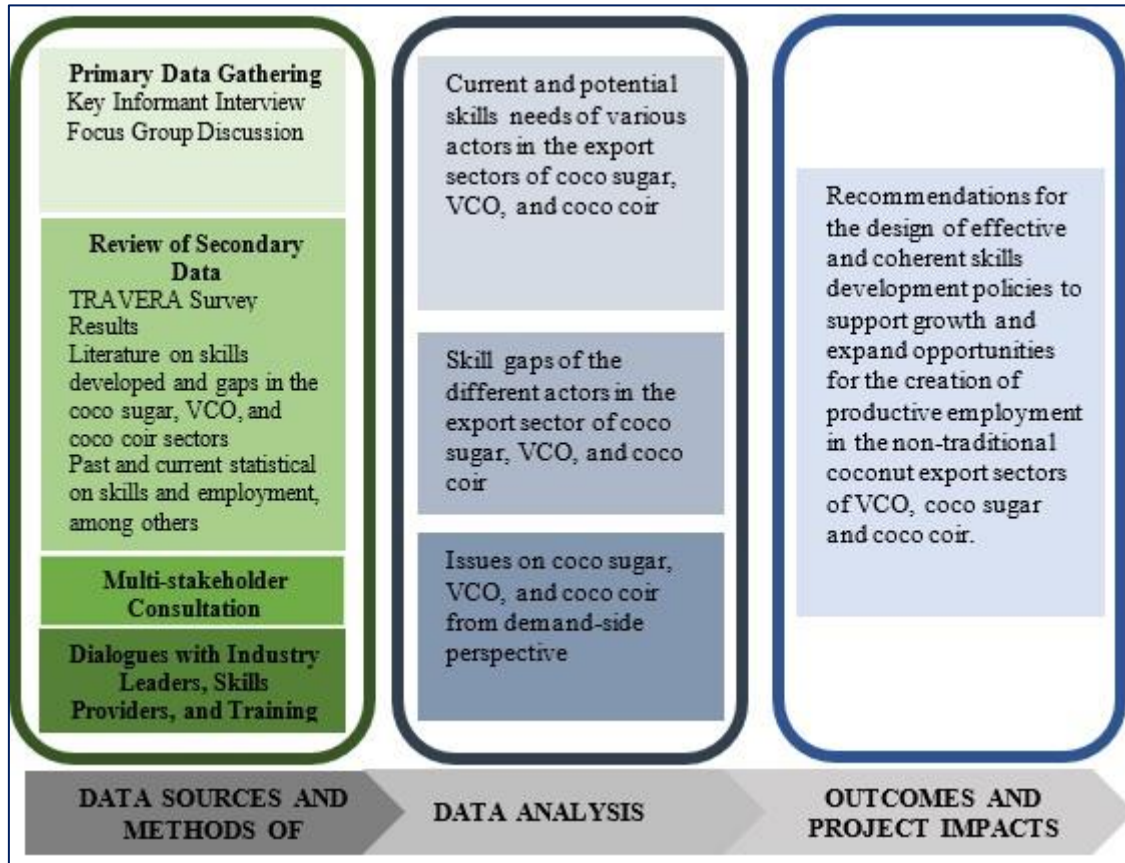 Primary Data Gathering
Key Informant Interview
Focus Group Discussion
Review of Secondary
Data
TRAVERA Survey
Results
Literature on skills
developed and gaps in the
coco sugar, VCO, and
coco coir sectors
Past and current statistical
on skills and employment,
among others
Multi-stakeholder
Consultation
Dialogues with Industry
Leaders, Skills
Providers, and Training
Current and potential
skills needs of various
actors in the export
sectors of coco sugar,
VCO, and coco coir
Skill gaps of the
different actors in the
export sector of coco
sugar, VCO, and coco
coir
Issues on coco sugar,
VCO, and coco coir
from demand-side
perspective
Recommendations for
the design of effective
and coherent skills
development policies to
support growth and
expand opportunities
for the creation of
productive employment
in the non-traditional
coconut export sectors
of VCO, coco sugar
and coco coir.
DATA SOURCES AND
METHODS OF
DATA ANALYSIS
OUTCOMES AND
PROJECT IMPACTS